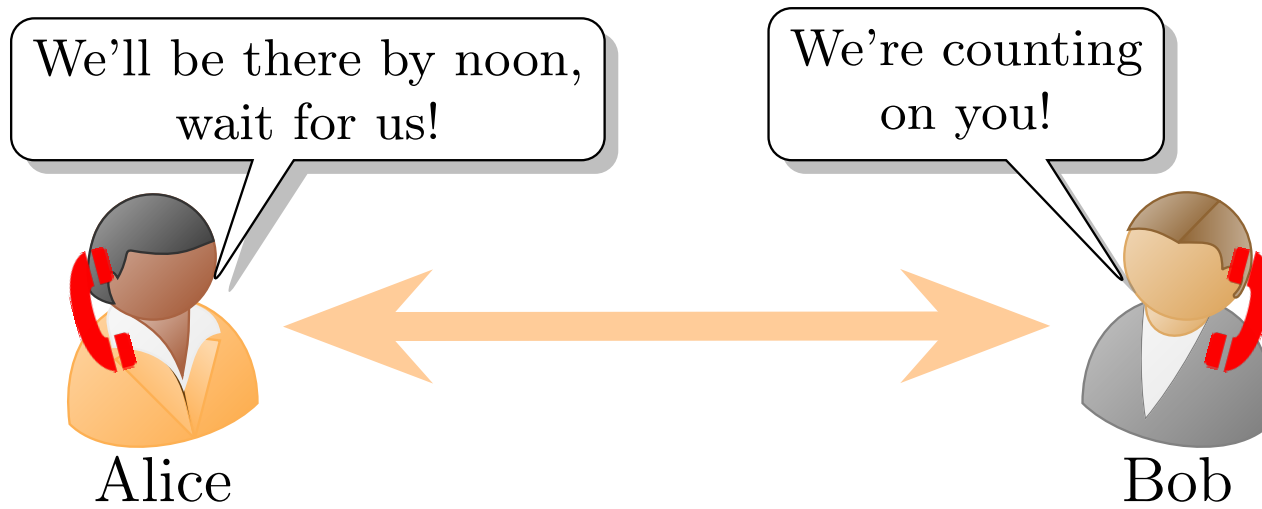 We'll be there by noon,
wait for us!
We're counting
on you!
Alice
Bob